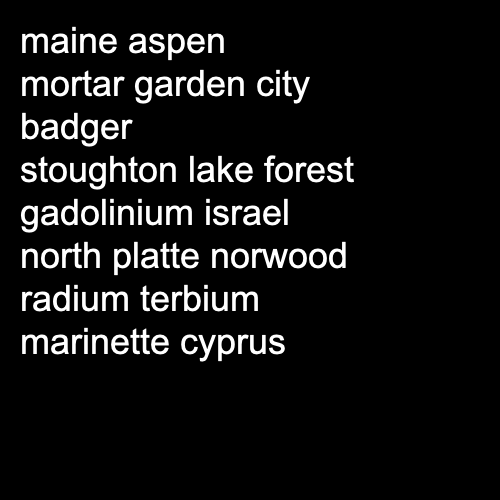 maine aspen
mortar garden city
badger
stoughton lake forest
gadolinium israel
north platte norwood
radium terbium
marinette cyprus